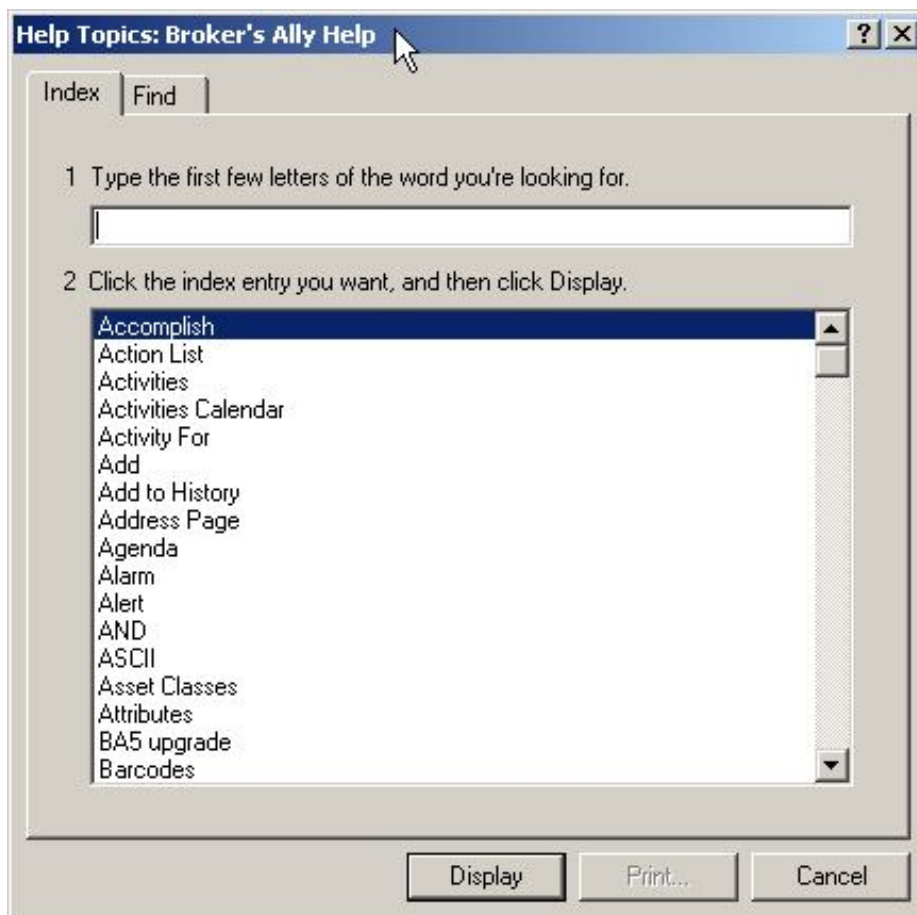 Help Topics: Broker's Ally Help
Index Find
1 Type the first few letters of the word you're looking for.
2 Click the index entry you want, and then click Display.
Accomplish
Action List
Activities
Activities Calendar
Activity For
Add
Add to History
Address Page
Agenda
Alarm
Alert
AND
ASCII
Asset Classes
Attributes
BA5 upgrade
Barcodes
Display Print... Cancel